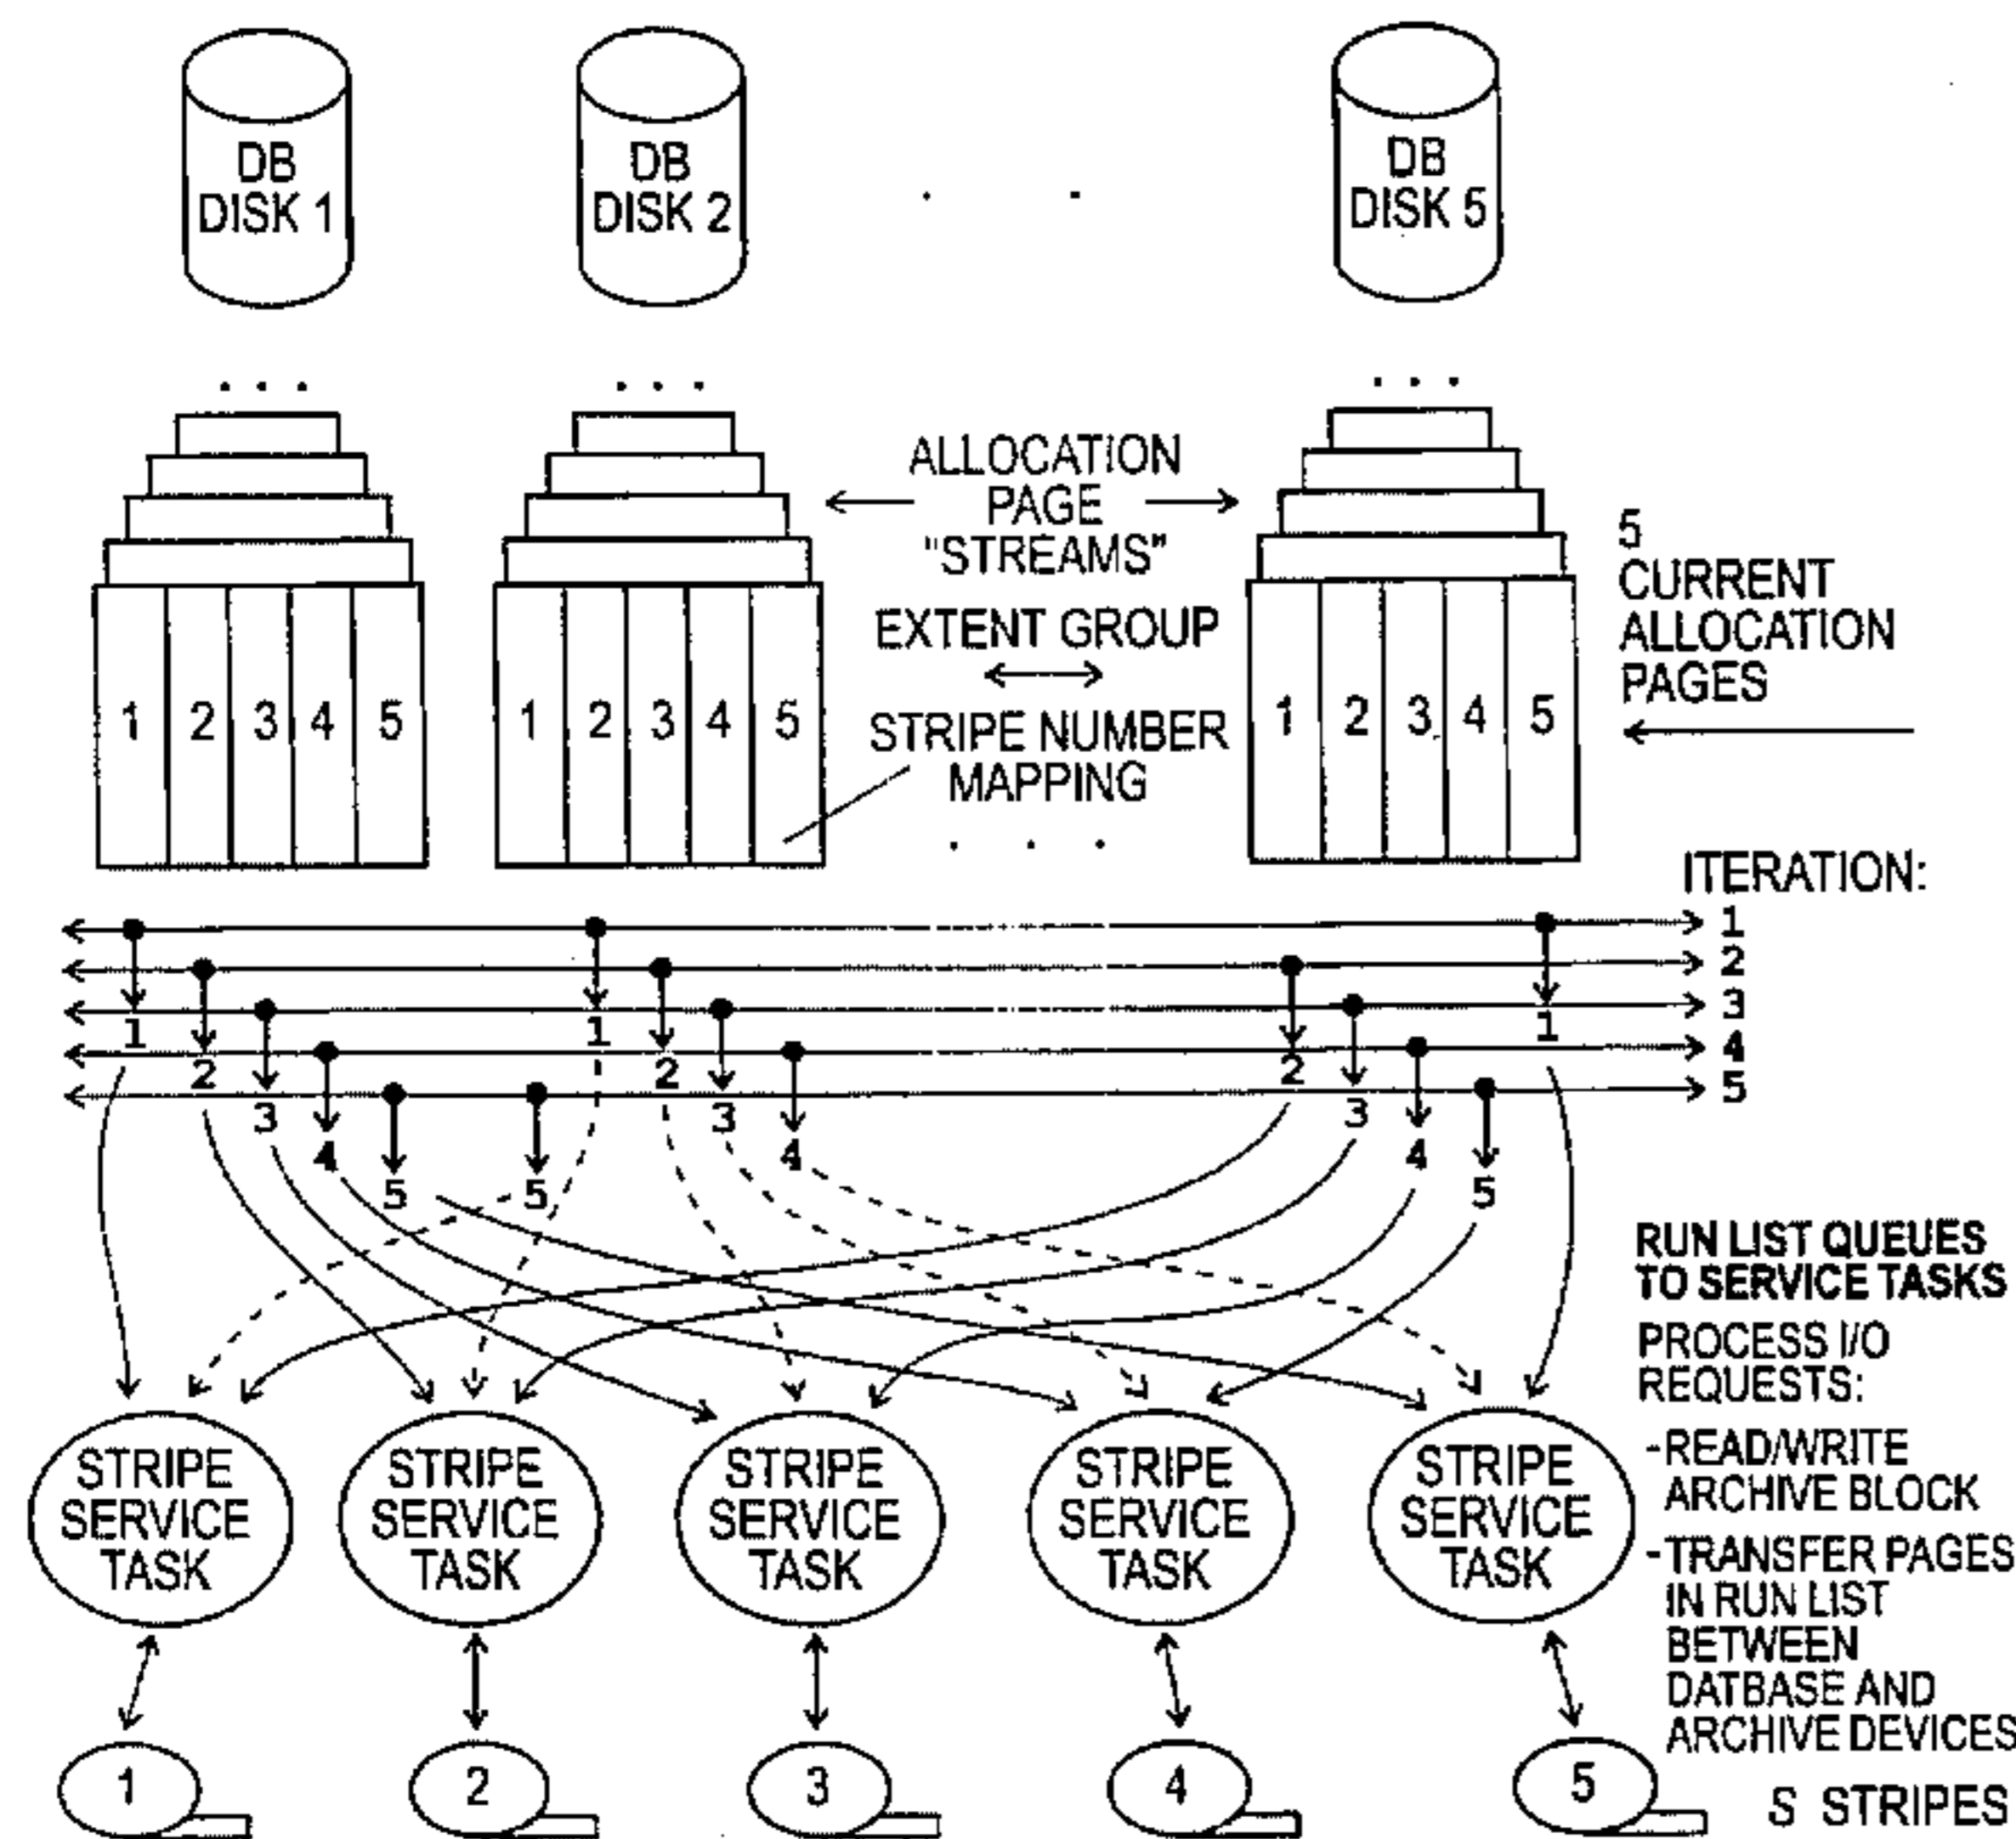 DB
DISK 1
DB
DISK 2
DB
DISK 5
ALLOCATION
PAGE
"STREAMS"
5
CURRENT
ALLOCATION
PAGES
EXTENT GROUP
STRIPE NUMBER
MAPPING
1 2 3 4 5
1 2 3 4 5
1 2 3 4 5
ITERATION:
1
2
3
4
5
1 2 3 4 5
5 1 2 3 4
2 3 4 5 1
RUN LIST QUEUES
TO SERVICE TASKS
PROCESS I/O
REQUESTS:
-READ/WRITE
ARCHIVE BLOCK
-TRANSFER PAGES
IN RUN LIST
BETWEEN
DATBASE AND
ARCHIVE DEVICES
STRIPE
SERVICE
TASK
STRIPE
SERVICE
TASK
STRIPE
SERVICE
TASK
STRIPE
SERVICE
TASK
STRIPE
SERVICE
TASK
1
2
3
4
5
S STRIPES